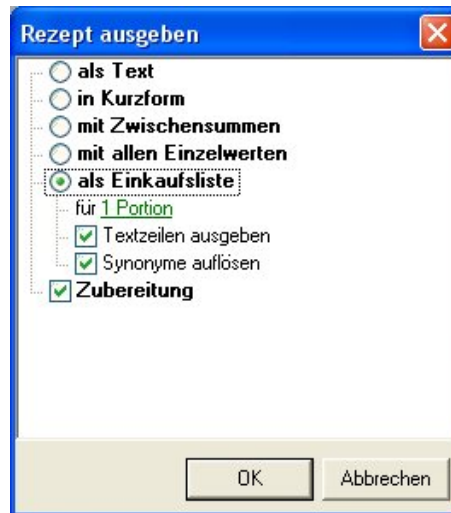 Rezept ausgeben
als Text
in Kurzform
mit Zwischensummen
mit allen Einzelwerten
als Einkaufsliste
für 1 Portion
Textzeilen ausgeben
Synonyme auflösen
Zubereitung
OK
Abbrechen